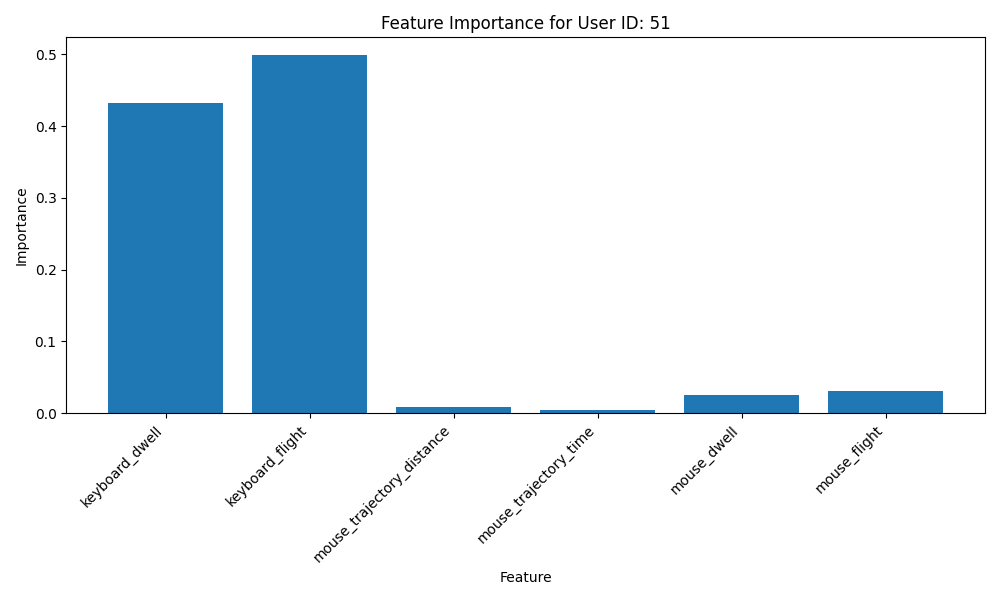 Feature Importance for User ID: 51
0.5
0.4
0.3
0.2
0.1
0.0
Importance
keyboard_dwell
keyboard_flight
mouse_trajectory_distance
mouse_trajectory_time
mouse_dwell
mouse_flight
Feature